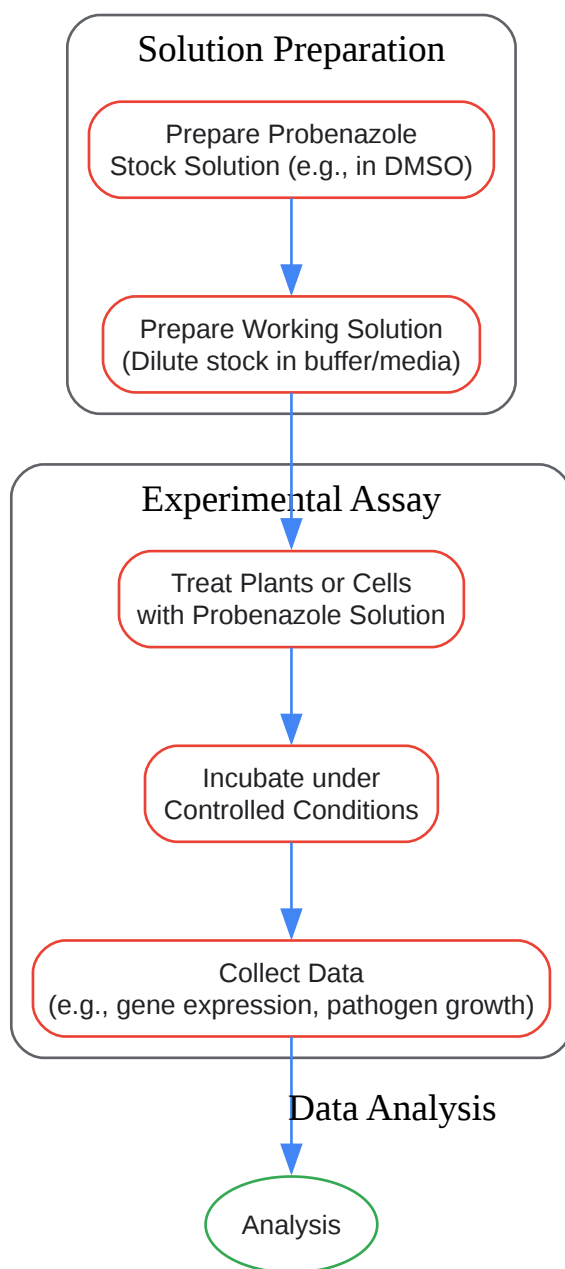 Solution Preparation
Prepare Probenazole
Stock Solution (e.g., in DMSO)
Prepare Working Solution
(Dilute stock in buffer/media)
Experimental Assay
Treat Plants or Cells
with Probenazole Solution
Incubate under
Controlled Conditions
Collect Data
(e.g., gene expression, pathogen growth)
Data Analysis
Analysis